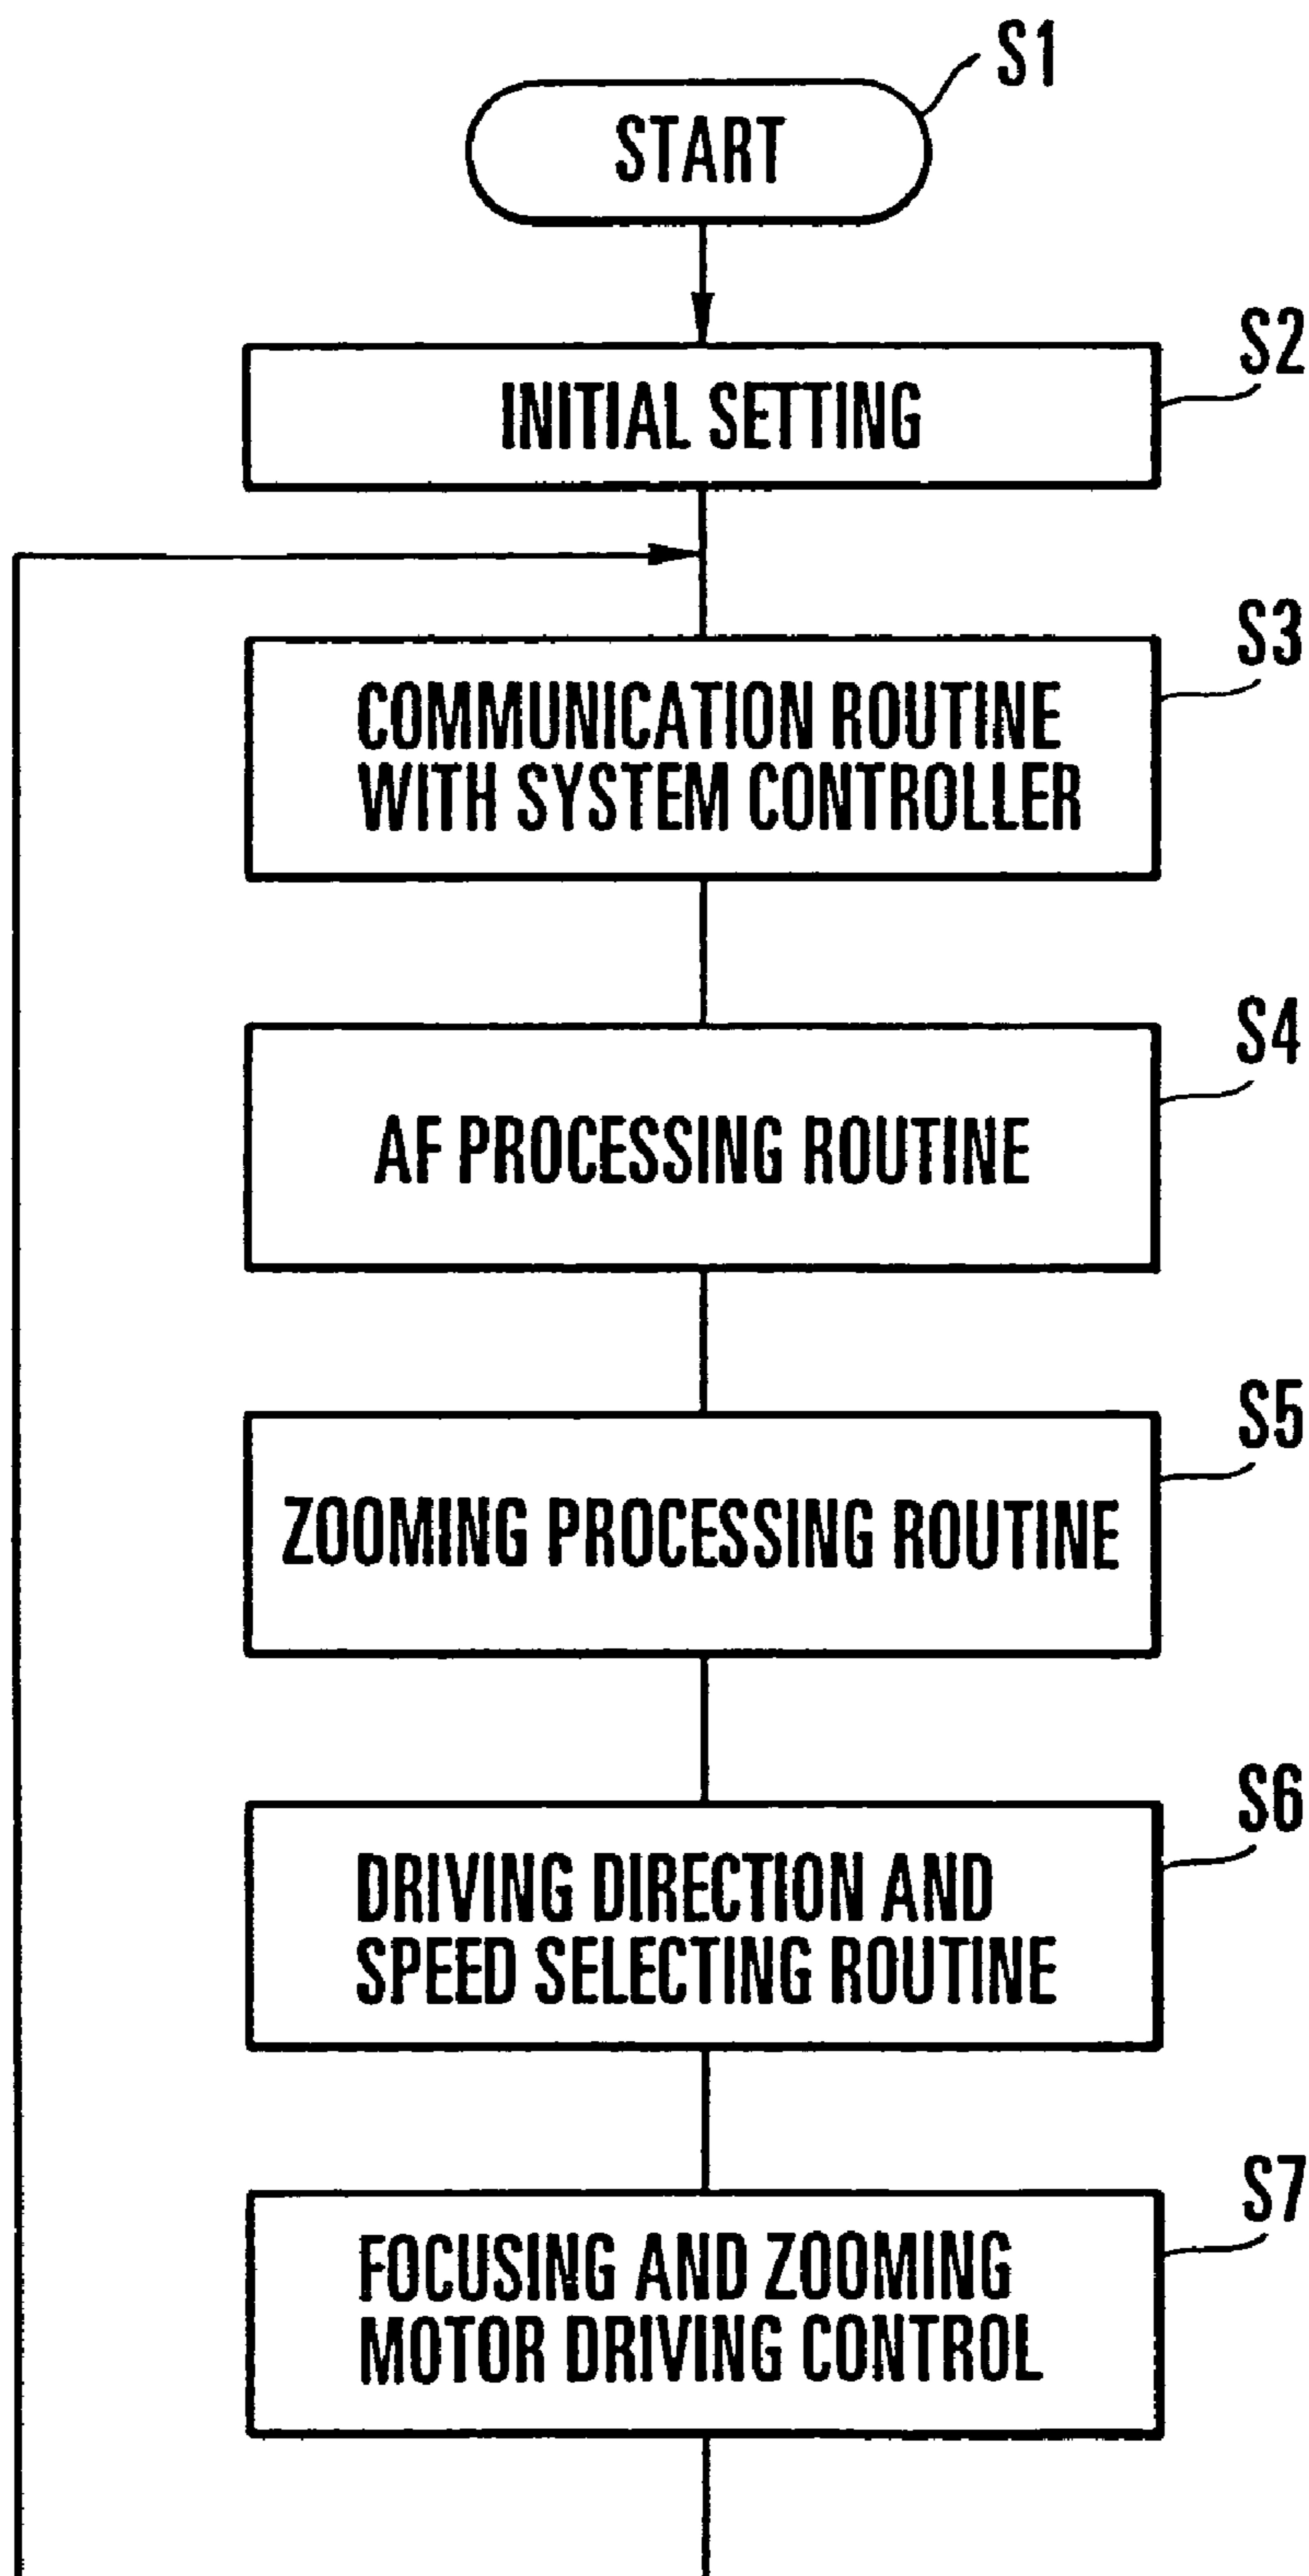 S1
START
S2
INITIAL SETTING
S3
COMMUNICATION ROUTINE
WITH SYSTEM CONTROLLER
S4
AF PROCESSING ROUTINE
S5
ZOOMING PROCESSING ROUTINE
S6
DRIVING DIRECTION AND
SPEED SELECTING ROUTINE
S7
FOCUSING AND ZOOMING
MOTOR DRIVING CONTROL